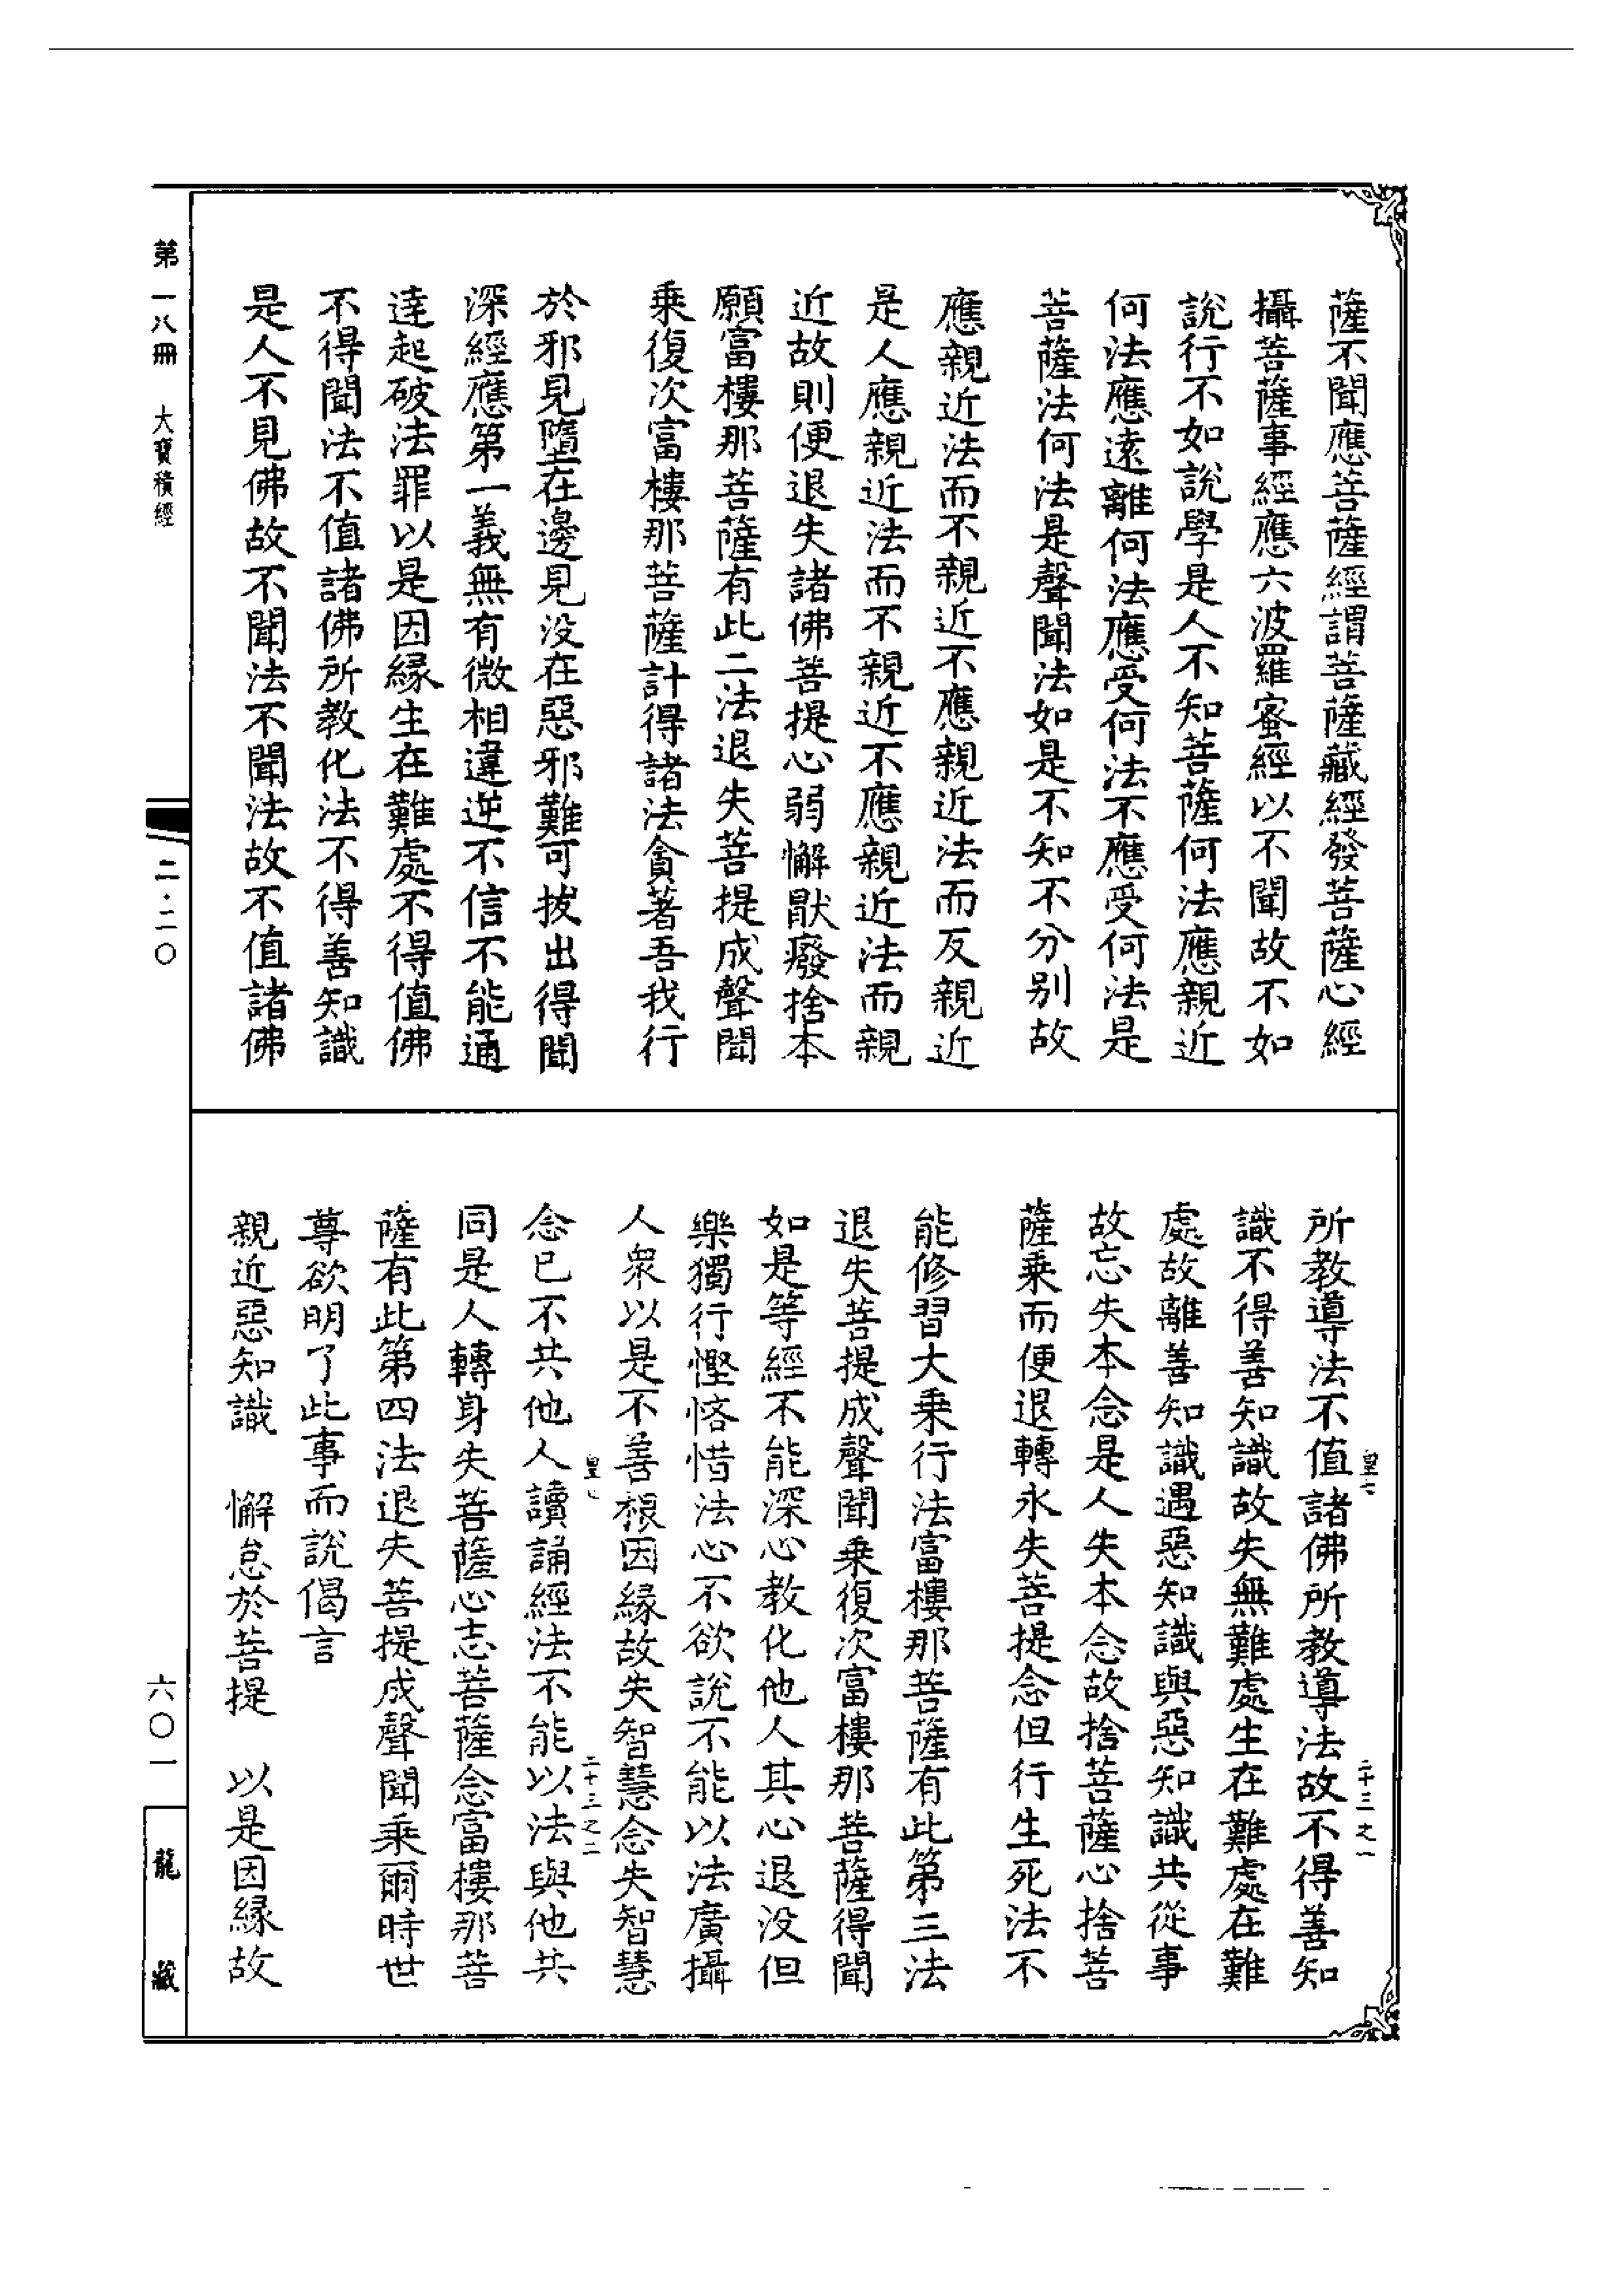 薩不聞應菩薩經謂菩薩藏經發菩薩心經
攝菩薩事經應六波羅蜜經以不聞故不如
說行不如說學是人不知菩薩何法應親近
何法應遠離何法應受何法不應受何法是
菩薩法何法是聲聞法如是不知不分別故
應親近法而不親近不應親近法而反親近
是人應親近法而不親近不應親近法而親
近故則便退失諸佛菩提心弱懈猒癈捨本
願富樓那菩薩有此二法退失菩提成聲聞
乘復次富樓那菩薩計得諸法貪著吾我行
於邪見墮在邊見没在惡邪難可拔出得聞
深經應第一義無有微相違逆不信不能通
達起破法罪以是因緣生在難處不得值佛
不得聞法不值諸佛所教化法不得善知識
是人不見佛故不聞法不聞法故不值諸佛
所教導法不值諸佛所教導法故不得善知
識不得善知識故失無難處生在難處在難
處故離善知識遇惡知識與惡知識共從事
故忘失本念是人失本念故捨菩薩心捨菩
薩乘而便退轉永失菩提念但行生死法不
能修習大乘行法富樓那菩薩有此第三法
退失菩提成聲聞乘復次富樓那菩薩得聞
如是等經不能深心教化他人其心退没但
樂獨行慳悋惜法心不欲說不能以法廣攝
人衆以是不善根因緣故失智慧念失智慧
念已不共他人讀誦經法不能以法與他共
同是人轉身失菩薩心志菩薩念富樓那菩
薩有此第四法退失菩提成聲聞乘爾時世
尊欲明了此事而說偈言
親近惡知識　懈怠於菩提　以是因緣故
皇七　二十三之一
皇七　二十三之二
第一八冊　大寶積經
二·二〇
六〇一
龍藏